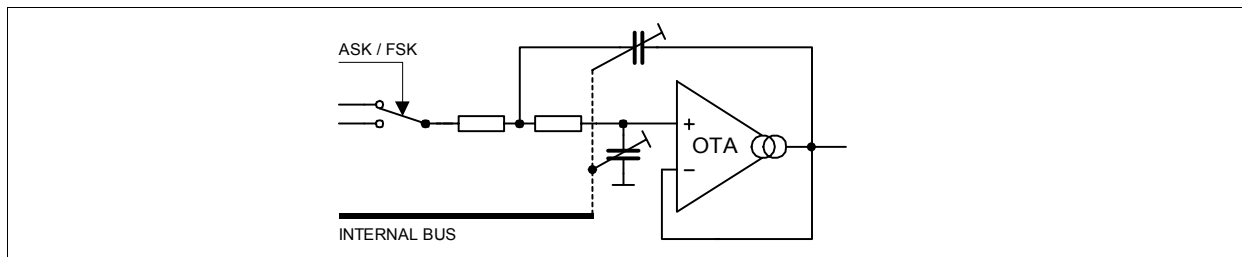 ASK / FSK
+
OTA
−
INTERNAL BUS